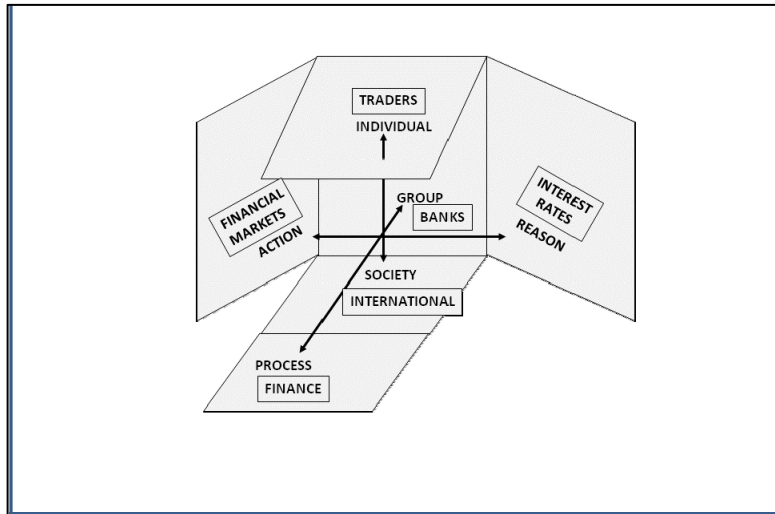 TRADERS
INDIVIDUAL
GROUP
BANKS
FINANCIAL
MARKETS
ACTION
INTEREST
RATES
REASON
SOCIETY
INTERNATIONAL
PROCESS
FINANCE